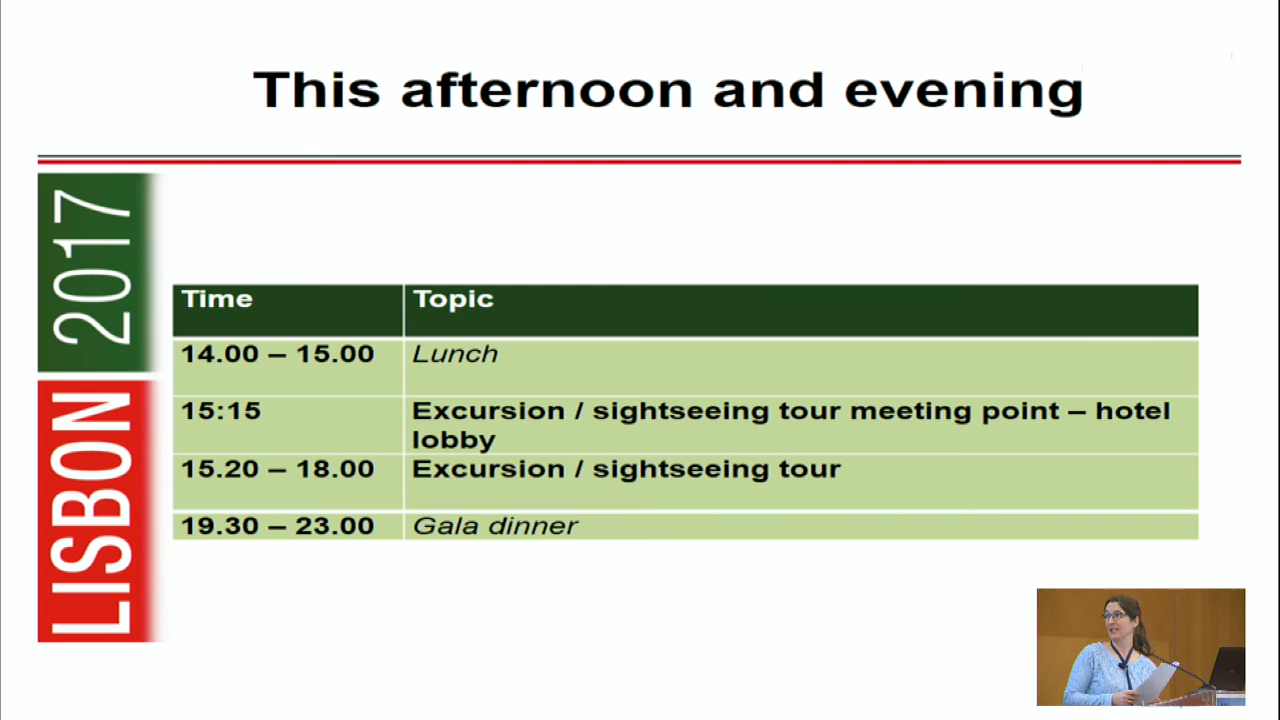 This afternoon and evening
LISBON 2017
Time Topic
14.00 – 15.00 Lunch
15:15 Excursion / sightseeing tour meeting point – hotel
lobby
15.20 – 18.00 Excursion / sightseeing tour
19.30 – 23.00 Gala dinner